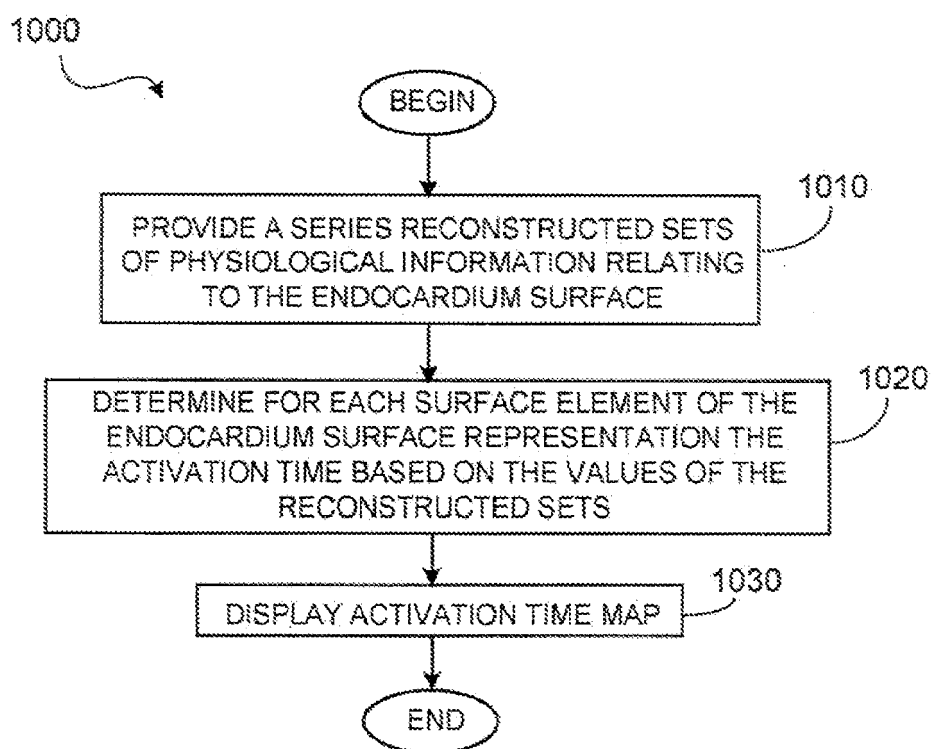 1000
BEGIN
1010
PROVIDE A SERIES RECONSTRUCTED SETS
OF PHYSIOLOGICAL INFORMATION RELATING
TO THE ENDOCARDIUM SURFACE
1020
DETERMINE FOR EACH SURFACE ELEMENT OF THE
ENDOCARDIUM SURFACE REPRESENTATION THE
ACTIVATION TIME BASED ON THE VALUES OF THE
RECONSTRUCTED SETS
1030
DISPLAY ACTIVATION TIME MAP
END